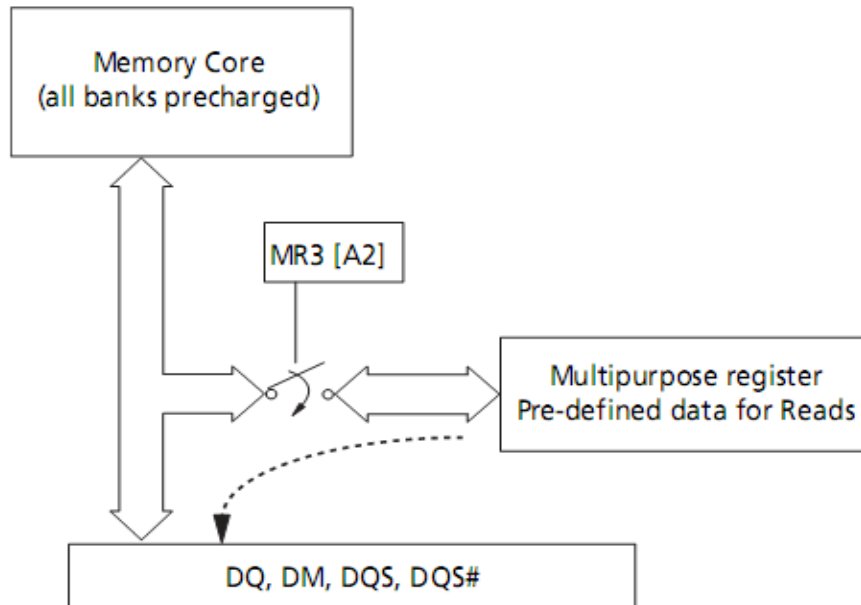 Memory Core
(all banks precharged)
MR3 [A2]
Multipurpose register
Pre-defined data for Reads
DQ, DM, DQS, DQS#